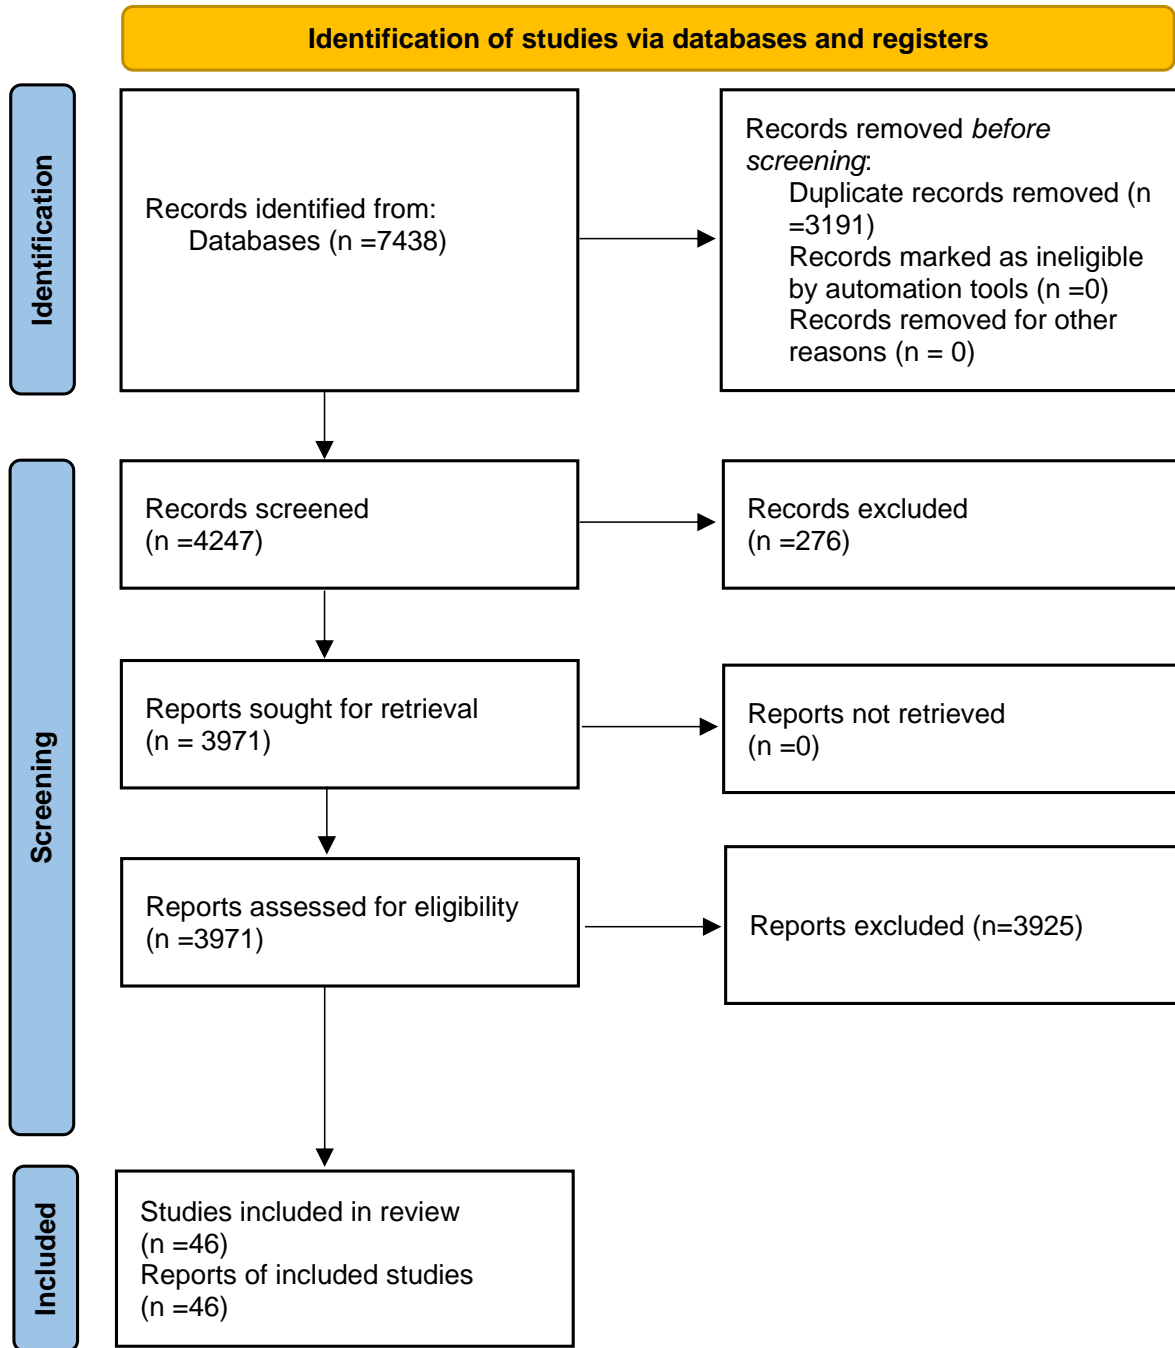 Identification of studies via databases and registers
Identification
Records identified from:
Databases (n =7438)
Records removed before
screening:
Duplicate records removed (n
=3191)
Records marked as ineligible
by automation tools (n =0)
Records removed for other
reasons (n = 0)
Screening
Records screened
(n =4247)
Records excluded
(n =276)
Reports sought for retrieval
(n = 3971)
Reports not retrieved
(n =0)
Reports assessed for eligibility
(n =3971)
Reports excluded (n=3925)
Included
Studies included in review
(n =46)
Reports of included studies
(n =46)